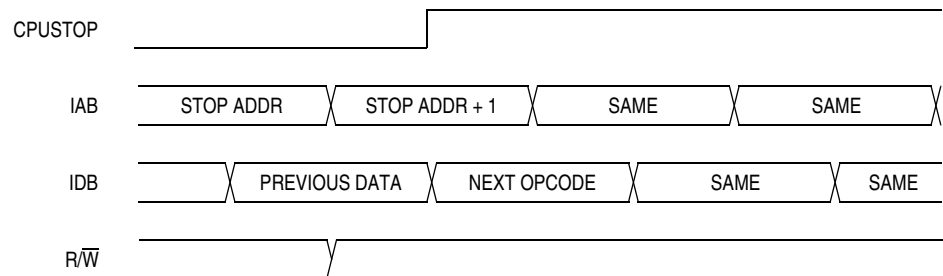 CPUSTOP
IAB STOP ADDR STOP ADDR + 1 SAME SAME
IDB PREVIOUS DATA NEXT OPCODE SAME SAME
R/W̅